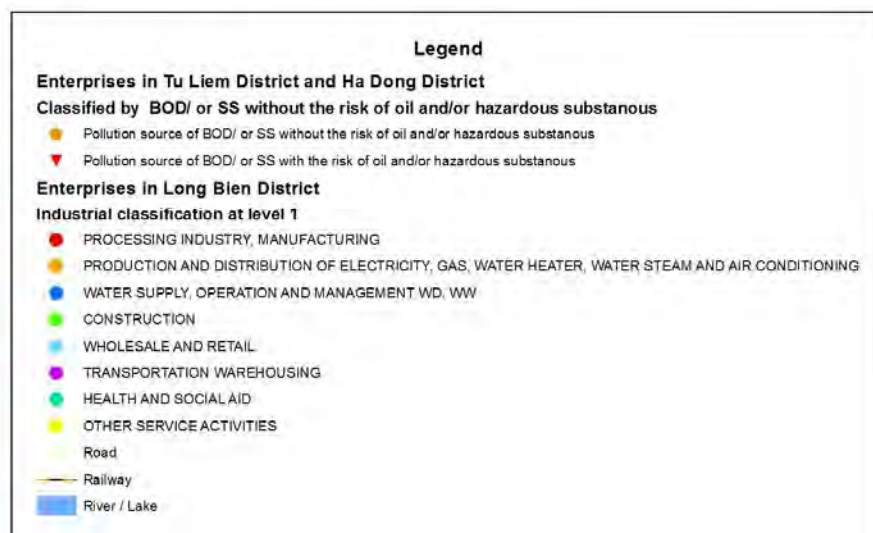 Legend
Enterprises in Tu Liem District and Ha Dong District
Classified by BOD/ or SS without the risk of oil and/or hazardous substanous
Pollution source of BOD/ or SS without the risk of oil and/or hazardous substanous
Pollution source of BOD/ or SS with the risk of oil and/or hazardous substanous
Enterprises in Long Bien District
Industrial classification at level 1
PROCESSING INDUSTRY, MANUFACTURING
PRODUCTION AND DISTRIBUTION OF ELECTRICITY, GAS, WATER HEATER, WATER STEAM AND AIR CONDITIONING
WATER SUPPLY, OPERATION AND MANAGEMENT WD, WW
CONSTRUCTION
WHOLESALE AND RETAIL
TRANSPORTATION WAREHOUSING
HEALTH AND SOCIAL AID
OTHER SERVICE ACTIVITIES
Road
Railway
River / Lake